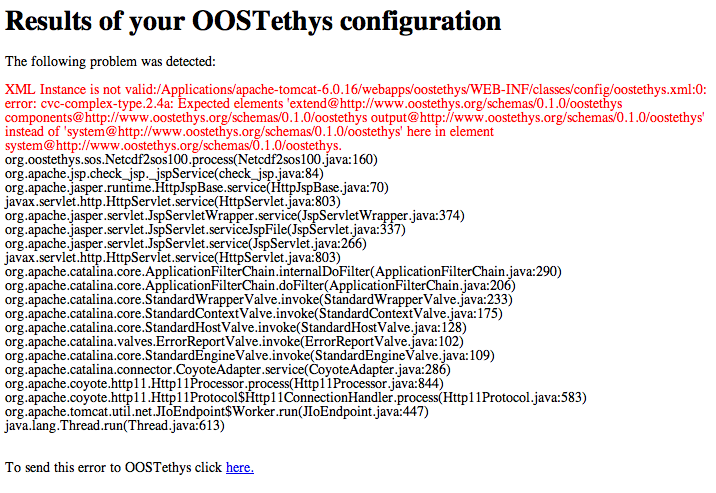 Results of your OOSTethys configuration
The following problem was detected:
XML Instance is not valid:/Applications/apache-tomcat-6.0.16/webapps/oostethys/WEB-INF/classes/config/oostethys.xml:0:
error: cvc-complex-type.2.4a: Expected elements 'extend@http://www.oostethys.org/schemas/0.1.0/oostethys
components@http://www.oostethys.org/schemas/0.1.0/oostethys output@http://www.oostethys.org/schemas/0.1.0/oostethys'
instead of 'system@http://www.oostethys.org/schemas/0.1.0/oostethys' here in element
system@http://www.oostethys.org/schemas/0.1.0/oostethys.
org.oostethys.sos.Netcdf2sos100.process(Netcdf2sos100.java:160)
org.apache.jsp.check_jsp._jspService(check_jsp.java:84)
org.apache.jasper.runtime.HttpJspBase.service(HttpJspBase.java:70)
javax.servlet.http.HttpServlet.service(HttpServlet.java:803)
org.apache.jasper.servlet.JspServletWrapper.service(JspServletWrapper.java:374)
org.apache.jasper.servlet.JspServlet.serviceJspFile(JspServlet.java:337)
org.apache.jasper.servlet.JspServlet.service(JspServlet.java:266)
javax.servlet.http.HttpServlet.service(HttpServlet.java:803)
org.apache.catalina.core.ApplicationFilterChain.internalDoFilter(ApplicationFilterChain.java:290)
org.apache.catalina.core.ApplicationFilterChain.doFilter(ApplicationFilterChain.java:206)
org.apache.catalina.core.StandardWrapperValve.invoke(StandardWrapperValve.java:233)
org.apache.catalina.core.StandardContextValve.invoke(StandardContextValve.java:175)
org.apache.catalina.core.StandardHostValve.invoke(StandardHostValve.java:128)
org.apache.catalina.valves.ErrorReportValve.invoke(ErrorReportValve.java:102)
org.apache.catalina.core.StandardEngineValve.invoke(StandardEngineValve.java:109)
org.apache.catalina.connector.CoyoteAdapter.service(CoyoteAdapter.java:286)
org.apache.coyote.http11.Http11Processor.process(Http11Processor.java:844)
org.apache.coyote.http11.Http11Protocol$Http11ConnectionHandler.process(Http11Protocol.java:583)
org.apache.tomcat.util.net.JIoEndpoint$Worker.run(JIoEndpoint.java:447)
java.lang.Thread.run(Thread.java:613)
To send this error to OOSTethys click here.